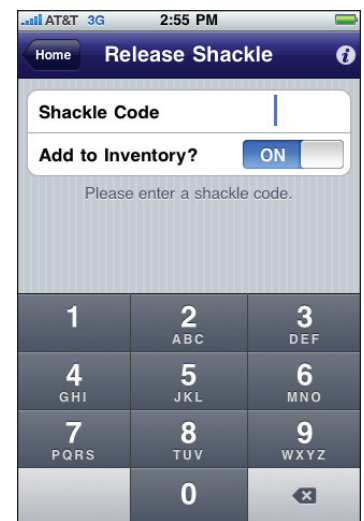 AT&T 3G 2:55 PM
Home Release Shackle i
Shackle Code
Add to Inventory? ON
Please enter a shackle code.
1 2 3
ABC DEF
4 5 6
GHI JKL MNO
7 8 9
PQRS TUV WXYZ
0